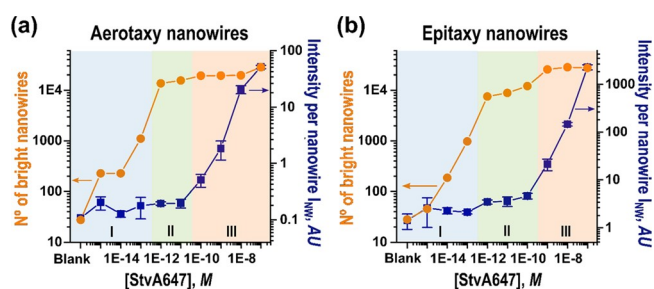 (a) Aerotaxy nanowires
Nº of bright nanowires
1E4
1000
100
10
100
10
1
0.1
Intensity per nanowire I_NW, AU
I II III
Blank 1E-14 1E-12 1E-10 1E-8
[StvA647], M
(b) Epitaxy nanowires
Nº of bright nanowires
1E4
1000
100
10
1000
100
10
1
Intensity per nanowire I_NW, AU
I II III
Blank 1E-14 1E-12 1E-10 1E-8
[StvA647], M